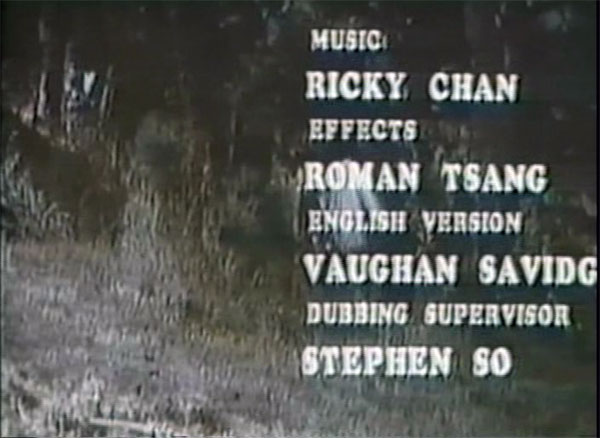 MUSIC:
RICKY CHAN
EFFECTS
ROMAN TSANG
ENGLISH VERSION
VAUGHAN SAVIDG
DUBBING SUPERVISOR
STEPHEN SO